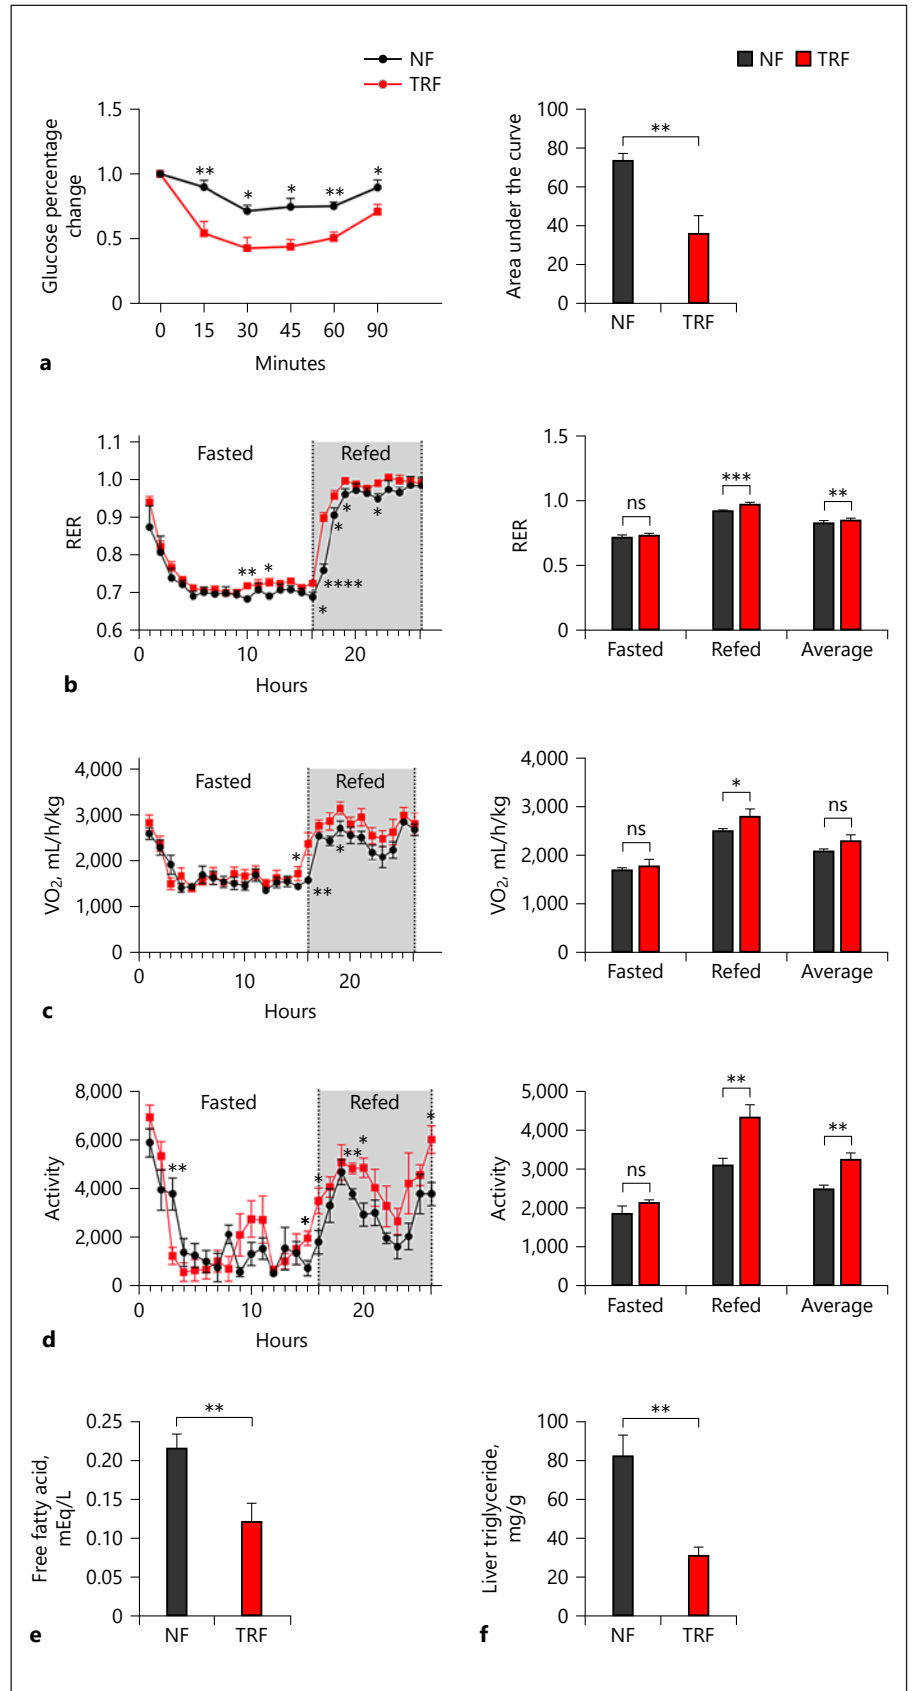 NF
TRF
NF TRF
Glucose percentage
change
1.5
1.0
0.5
0
** * * ** *
0 15 30 45 60 90
Minutes
a
Area under the curve
100
80
60
40
20
0
**
NF TRF
RER
1.1
1.0
0.9
0.8
0.7
0.6
Fasted Refed
** * * **** * * *
0 10 20
Hours
b
RER
1.5
1.0
0.5
0
ns *** **
Fasted Refed Average
VO2, mL/h/kg
4,000
3,000
2,000
1,000
0
Fasted Refed
* ** *
0 10 20
Hours
c
VO2, mL/h/kg
4,000
3,000
2,000
1,000
0
ns * ns
Fasted Refed Average
Activity
8,000
6,000
4,000
2,000
0
Fasted Refed
** * * ** * *
0 10 20
Hours
d
Activity
5,000
4,000
3,000
2,000
1,000
0
ns ** **
Fasted Refed Average
Free fatty acid,
mEq/L
0.25
0.20
0.15
0.10
0.05
0
**
NF TRF
e
Liver triglyceride,
mg/g
100
80
60
40
20
0
**
NF TRF
f